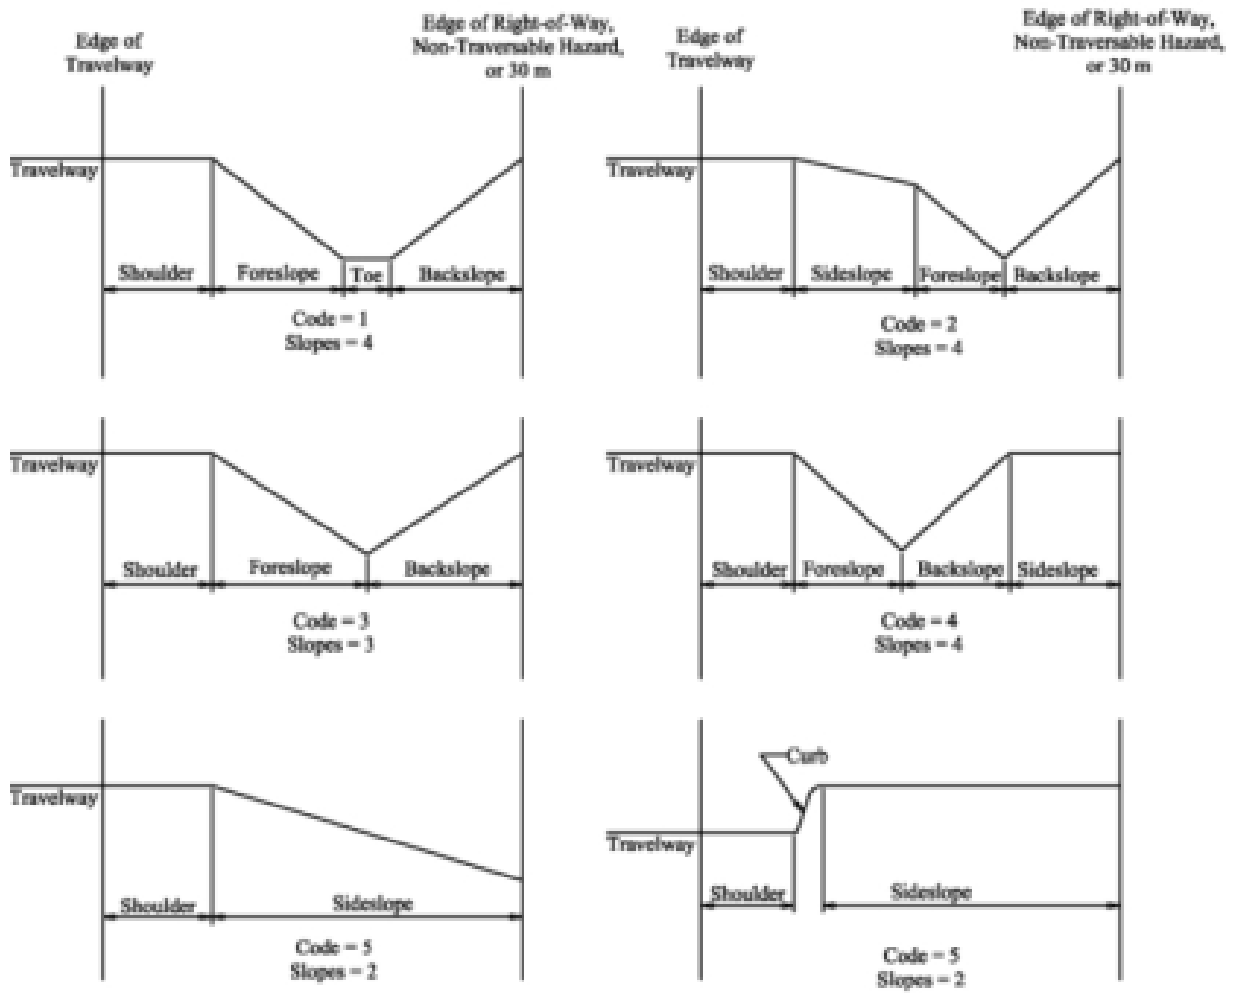 Edge of
Travelway
Edge of Right-of-Way,
Non-Traversable Hazard,
or 30 m
Edge of
Travelway
Edge of Right-of-Way,
Non-Traversable Hazard,
or 30 m
Travelway
Shoulder
Foreslope
Toe
Backslope
Code = 1
Slopes = 4
Travelway
Shoulder
Sideslope
Foreslope
Backslope
Code = 2
Slopes = 4
Travelway
Shoulder
Foreslope
Backslope
Code = 3
Slopes = 3
Travelway
Shoulder
Foreslope
Backslope
Sideslope
Code = 4
Slopes = 4
Travelway
Shoulder
Sideslope
Code = 5
Slopes = 2
Curb
Travelway
Shoulder
Sideslope
Code = 5
Slopes = 2